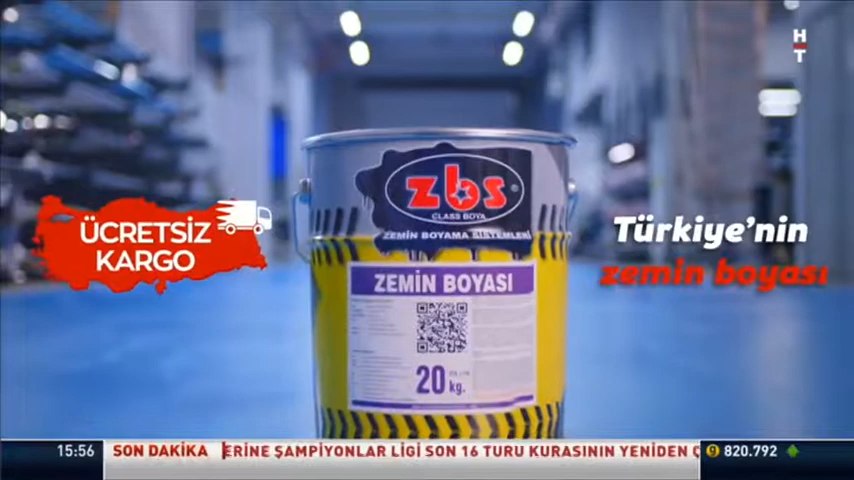 H
T
ÜCRETSİZ
KARGO
zbs
CLASS BOYA
ZEMİN BOYAMA SİSTEMLERİ
ZEMİN BOYASI
20 kg.
Türkiye'nin
zemin boyası
15:56
SON DAKİKA
ERİNE ŞAMPİYONLAR LİGİ SON 16 TURU KURASININ YENİDEN Ç
820.792